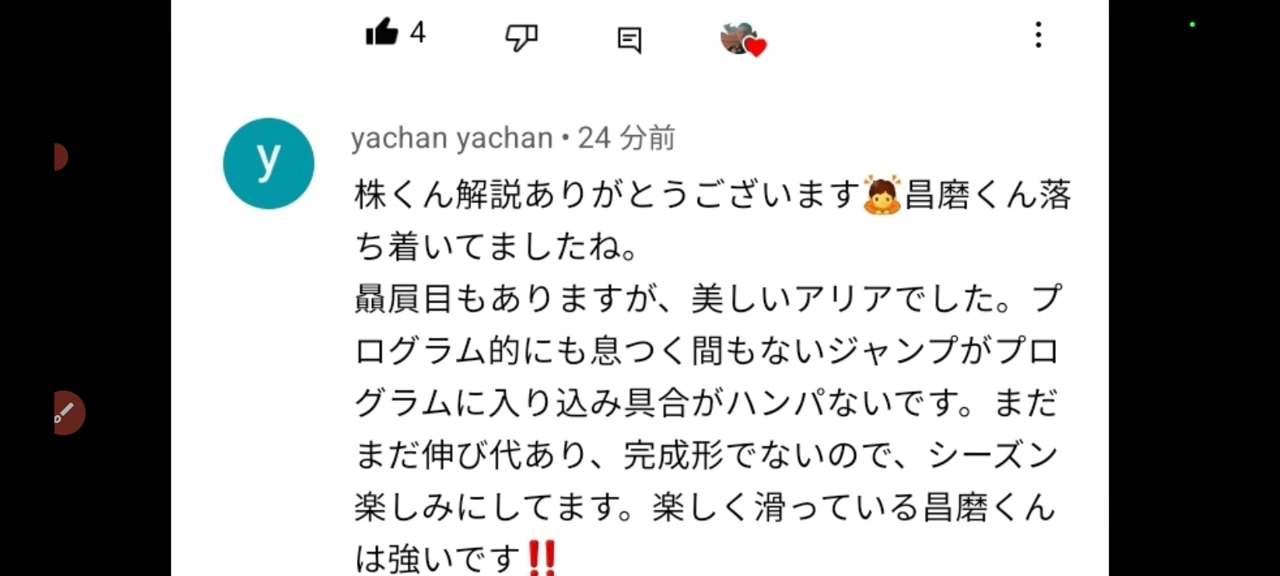 4
y
yachan yachan • 24 分前
株くん解説ありがとうございます🙇昌磨くん落
ち着いてましたね。
贔屓目もありますが、美しいアリアでした。プ
ログラム的にも息つく間もないジャンプがプロ
グラムに入り込み具合がハンパないです。まだ
まだ伸び代あり、完成形でないので、シーズン
楽しみにしてます。楽しく滑っている昌磨くん
は強いです‼️